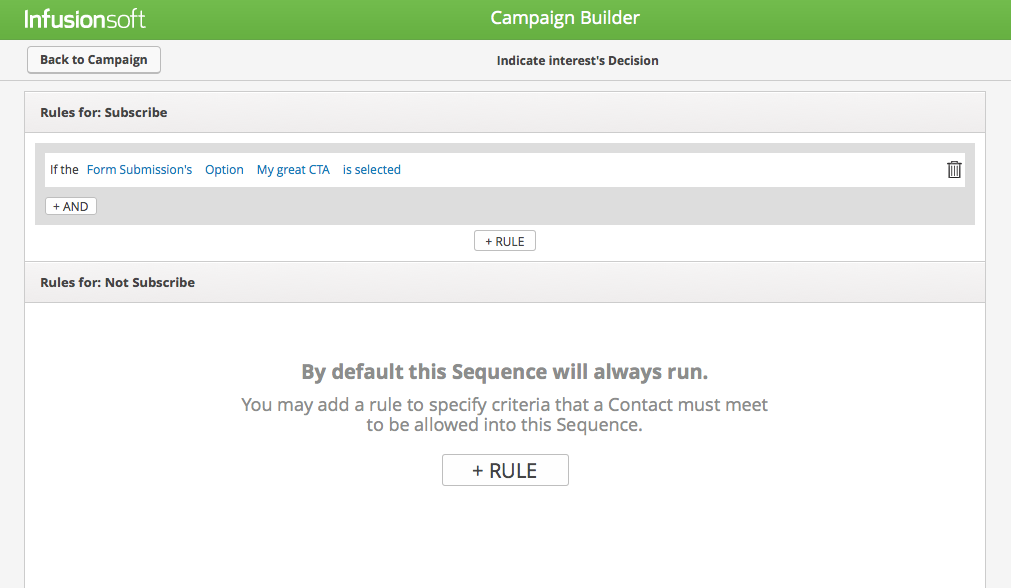 Infusionsoft
Campaign Builder
Back to Campaign
Indicate interest's Decision
Rules for: Subscribe
If the Form Submission's Option My great CTA is selected
+ AND
+ RULE
Rules for: Not Subscribe
By default this Sequence will always run.
You may add a rule to specify criteria that a Contact must meet
to be allowed into this Sequence.
+ RULE